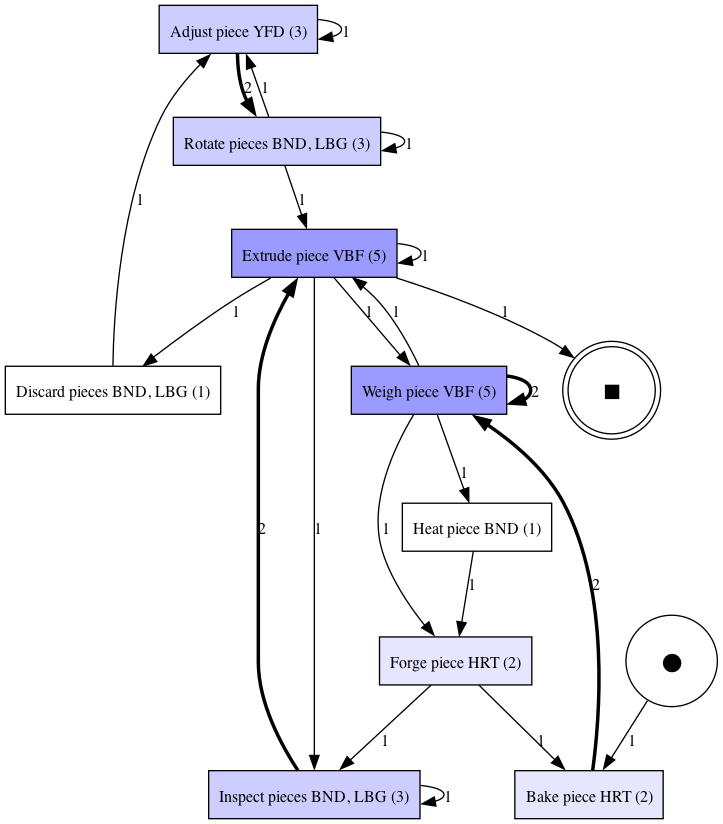 Adjust piece YFD (3)
1
2
1
Rotate pieces BND, LBG (3)
1
1
1
Extrude piece VBF (5)
1
1
1
1
1
Discard pieces BND, LBG (1)
Weigh piece VBF (5)
2
1
2
1
1
Heat piece BND (1)
1
2
Forge piece HRT (2)
1
1
1
Inspect pieces BND, LBG (3)
1
Bake piece HRT (2)